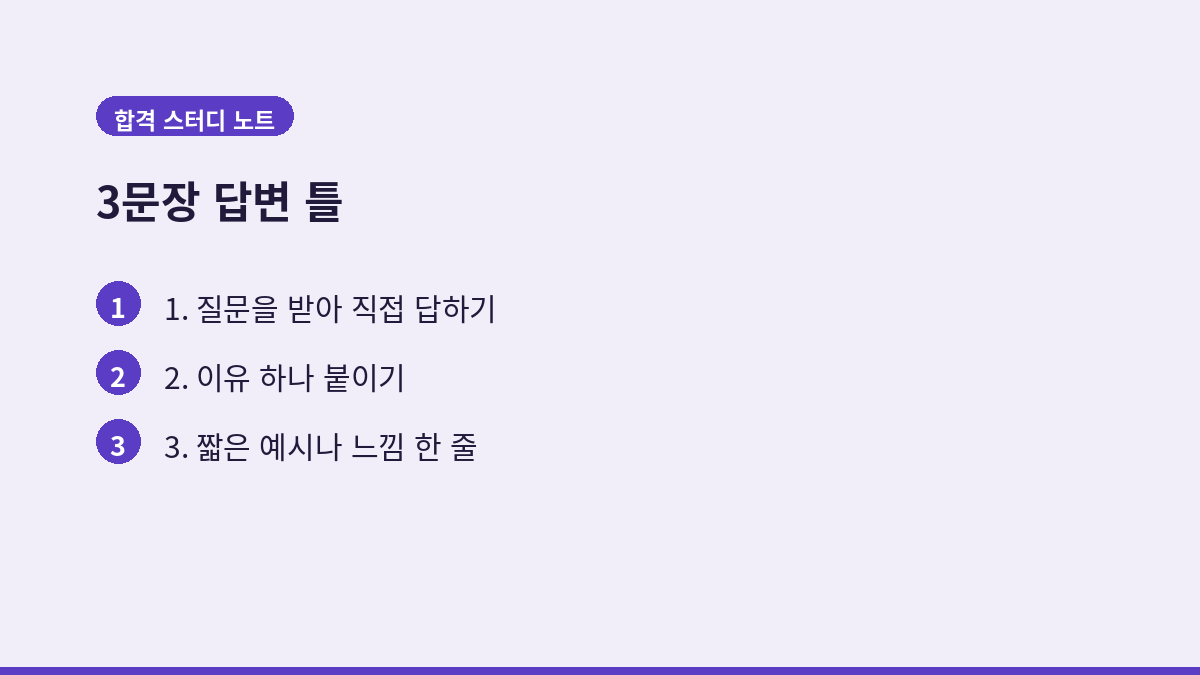 합격 스터디 노트
3문장 답변 틀
1 1. 질문을 받아 직접 답하기
2 2. 이유 하나 붙이기
3 3. 짧은 예시나 느낌 한 줄